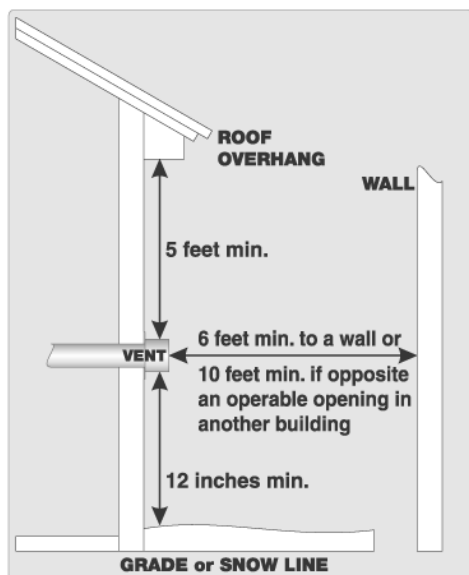 ROOF
OVERHANG
WALL
5 feet min.
VENT
6 feet min. to a wall or
10 feet min. if opposite
an operable opening in
another building
12 inches min.
GRADE or SNOW LINE